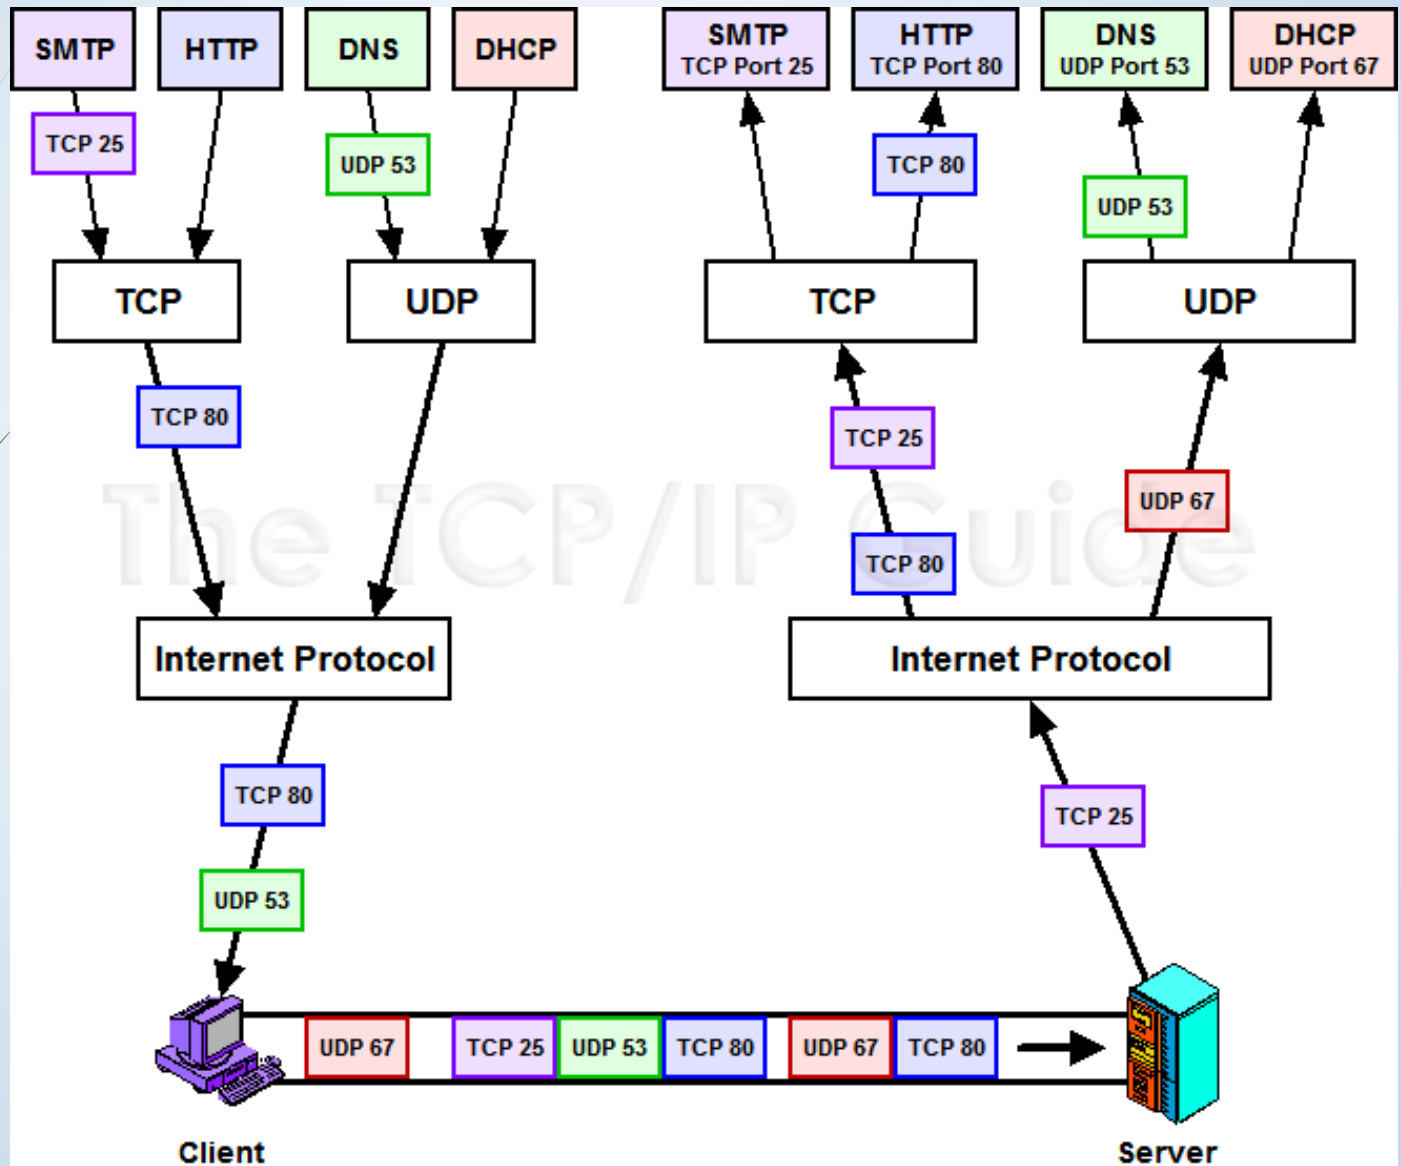 SMTP
HTTP
DNS
DHCP
TCP 25
UDP 53
TCP
UDP
TCP 80
Internet Protocol
TCP 80
UDP 53
Client
SMTP
TCP Port 25
HTTP
TCP Port 80
DNS
UDP Port 53
DHCP
UDP Port 67
TCP 80
UDP 53
TCP
UDP
TCP 25
UDP 67
TCP 80
Internet Protocol
TCP 25
UDP 67
TCP 25
UDP 53
TCP 80
UDP 67
TCP 80
Server
The TCP/IP Guide